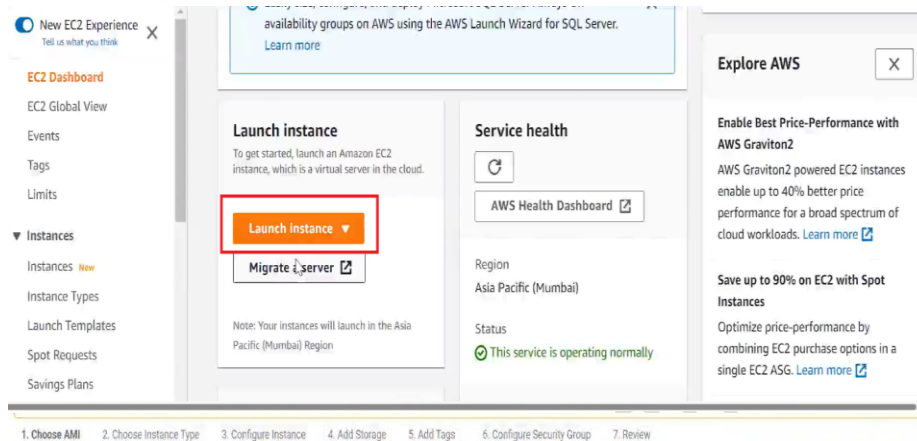 New EC2 Experience
Tell us what you think
EC2 Dashboard
EC2 Global View
Events
Tags
Limits
Instances
Instances New
Instance Types
Launch Templates
Spot Requests
Savings Plans
availability groups on AWS using the AWS Launch Wizard for SQL Server.
Learn more
Launch instance
To get started, launch an Amazon EC2
instance, which is a virtual server in the cloud.
Launch instance
Migrate a server
Note: Your instances will launch in the Asia
Pacific (Mumbai) Region
Service health
AWS Health Dashboard
Region
Asia Pacific (Mumbai)
Status
This service is operating normally
Explore AWS
Enable Best Price-Performance with
AWS Graviton2
AWS Graviton2 powered EC2 instances
enable up to 40% better price
performance for a broad spectrum of
cloud workloads. Learn more
Save up to 90% on EC2 with Spot
Instances
Optimize price-performance by
combining EC2 purchase options in a
single EC2 ASG. Learn more
1. Choose AMI 2. Choose Instance Type 3. Configure Instance 4. Add Storage 5. Add Tags 6. Configure Security Group 7. Review